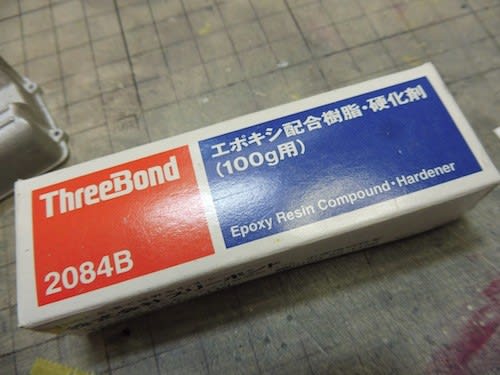 ThreeBond
2084B
エポキシ配合樹脂・硬化剤
(100g用)
Epoxy Resin Compound・Hardener